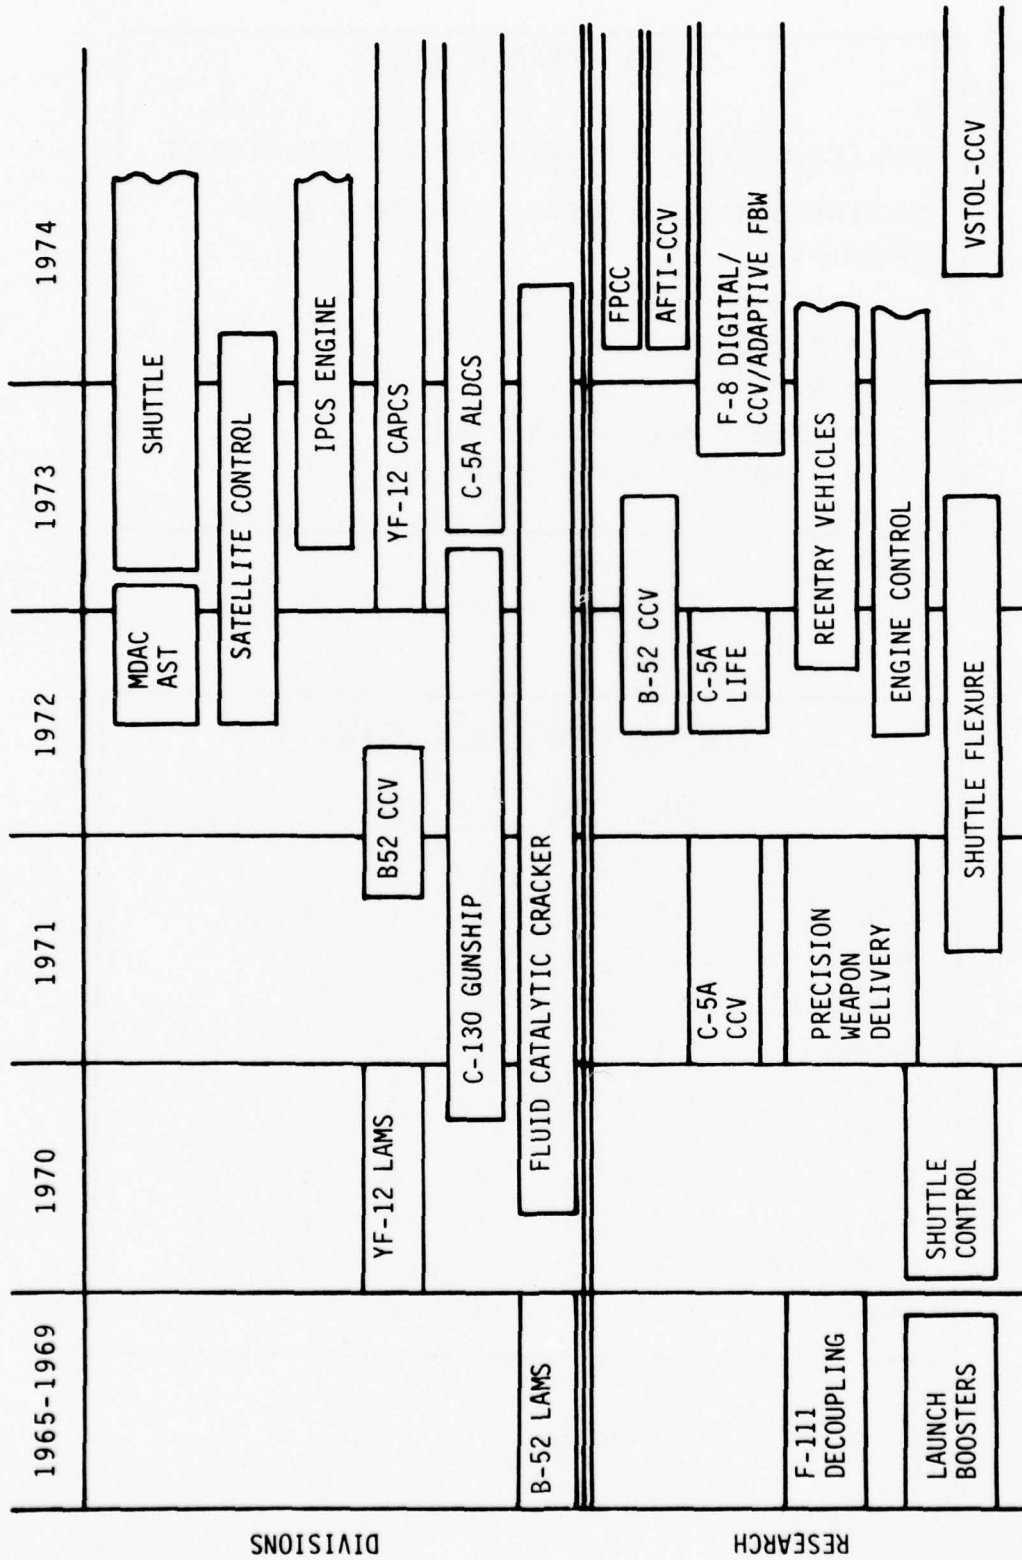 1965-1969
1970
1971
1972
1973
1974
DIVISIONS
MDAC
AST
SHUTTLE
SATELLITE CONTROL
IPCS ENGINE
YF-12 LAMS
B52 CCV
YF-12 CAPCS
C-130 GUNSHIP
C-5A ALDCS
B-52 LAMS
FLUID CATALYTIC CRACKER
RESEARCH
FPCC
B-52 CCV
AFTI-CCV
C-5A
CCV
C-5A
LIFE
F-8 DIGITAL/
CCV/ADAPTIVE FBW
F-111
DECOUPLING
PRECISION
WEAPON
DELIVERY
REENTRY VEHICLES
ENGINE CONTROL
LAUNCH
BOOSTERS
SHUTTLE
CONTROL
SHUTTLE FLEXURE
VSTOL-CCV